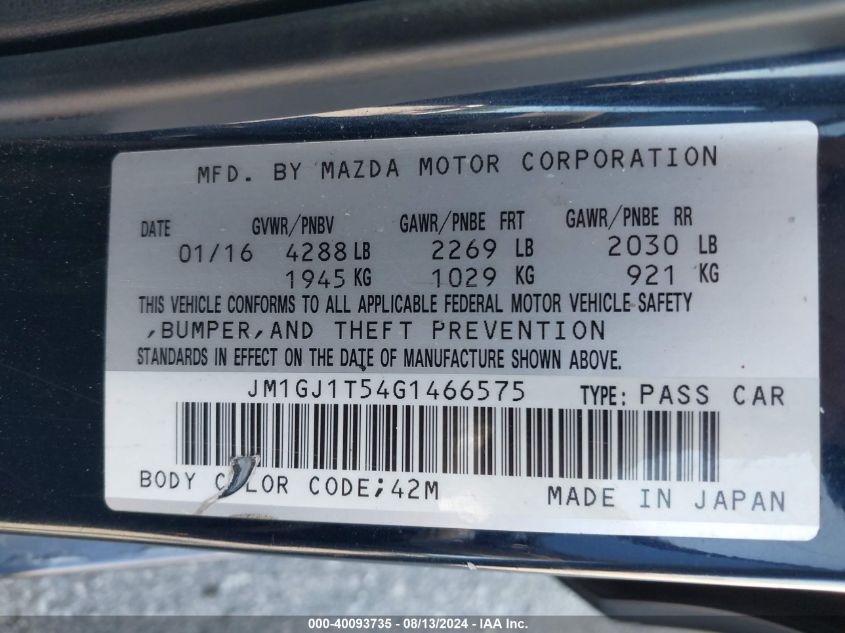 MFD. BY MAZDA MOTOR CORPORATION
DATE GVWR/PNBV GAWR/PNBE FRT GAWR/PNBE RR
01/16 4288 LB 2269 LB 2030 LB
1945 KG 1029 KG 921 KG
THIS VEHICLE CONFORMS TO ALL APPLICABLE FEDERAL MOTOR VEHICLE SAFETY
,BUMPER,AND THEFT PREVENTION
STANDARDS IN EFFECT ON THE DATE OF MANUFACTURE SHOWN ABOVE.
JM1GJ1T54G1466575 TYPE: PASS CAR
BODY COLOR CODE;42M MADE IN JAPAN
000-40093735 - 08/13/2024 - IAA Inc.